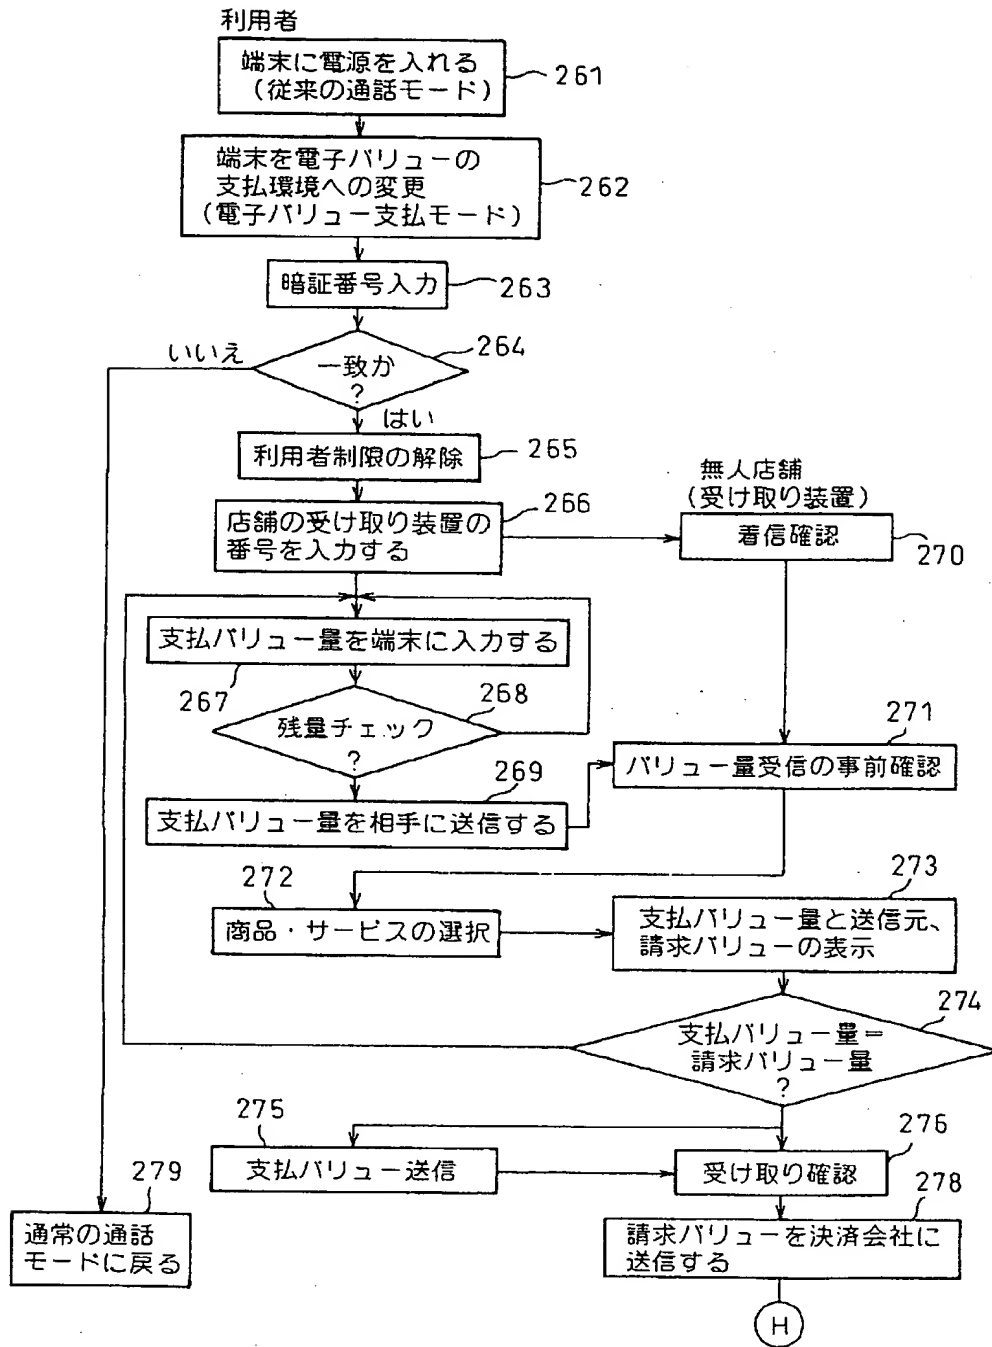 利用者
端末に電源を入れる
(従来の通話モード)
261
端末を電子バリューの
支払環境への変更
(電子バリュー支払モード)
262
暗証番号入力
263
一致か
?
264
いいえ
はい
利用者制限の解除
265
店舗の受け取り装置の
番号を入力する
266
無人店舗
(受け取り装置)
着信確認
270
支払バリュー量を端末に入力する
267
残量チェック
?
268
支払バリュー量を相手に送信する
269
バリュー量受信の事前確認
271
商品・サービスの選択
272
支払バリュー量と送信元、
請求バリューの表示
273
支払バリュー量=
請求バリュー量
?
274
支払バリュー送信
275
受け取り確認
276
請求バリューを決済会社に
送信する
278
通常の通話
モードに戻る
279
H